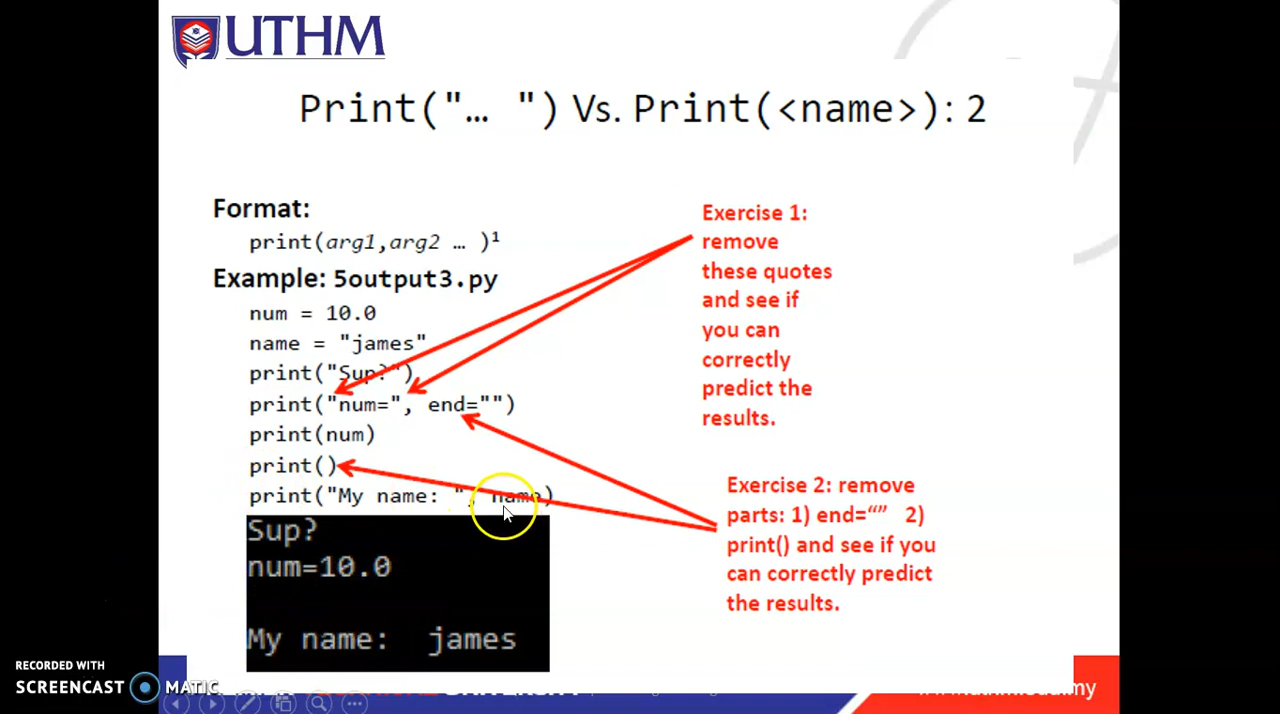 UTHM
Print("… ") Vs. Print(<name>): 2
Format:
print(arg1,arg2 … )¹
Example: 5output3.py
num = 10.0
name = "james"
print("Sup?")
print("num=", end="")
print(num)
print()
print("My name: ", name)
Sup?
num=10.0
My name:  james
Exercise 1:
remove
these quotes
and see if
you can
correctly
predict the
results.
Exercise 2: remove
parts: 1) end=“” 2)
print() and see if you
can correctly predict
the results.
RECORDED WITH
SCREENCAST MATIC